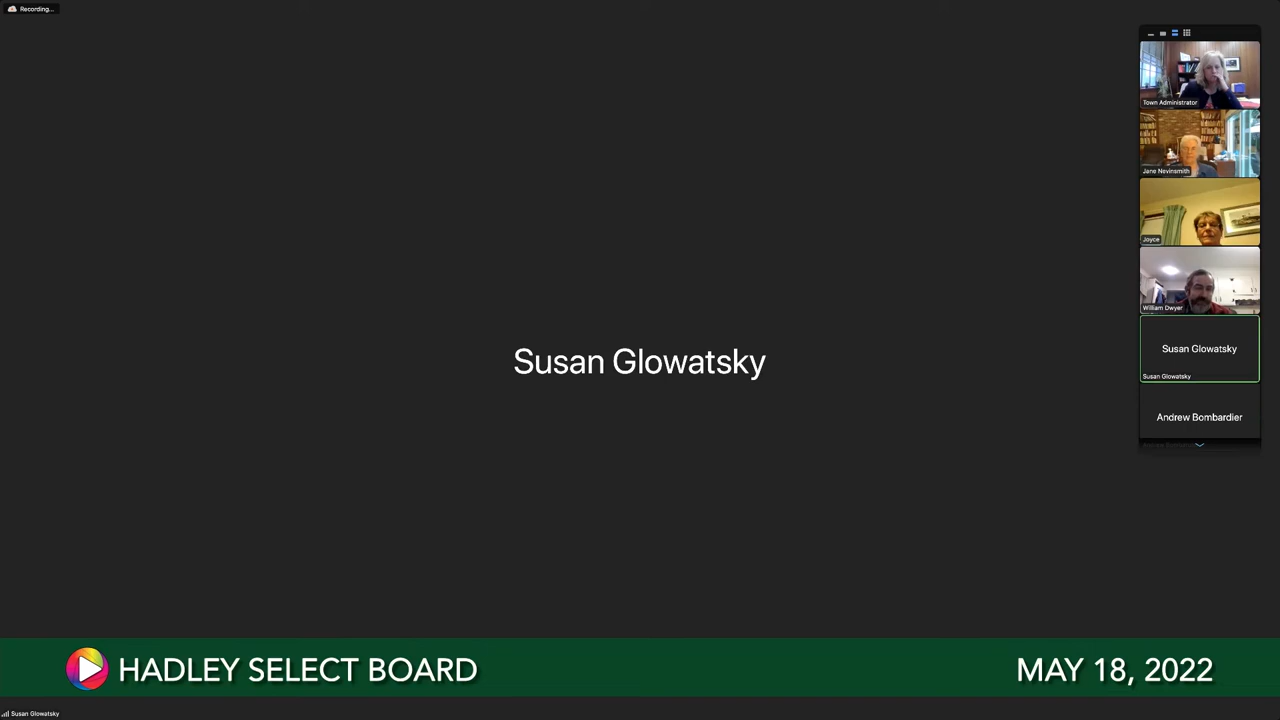 Recording...
Town Administrator
Jane Nevinsmith
Joyce
William Dwyer
Susan Glowatsky
Susan Glowatsky
Susan Glowatsky
Andrew Bombardier
HADLEY SELECT BOARD
MAY 18, 2022
Susan Glowatsky